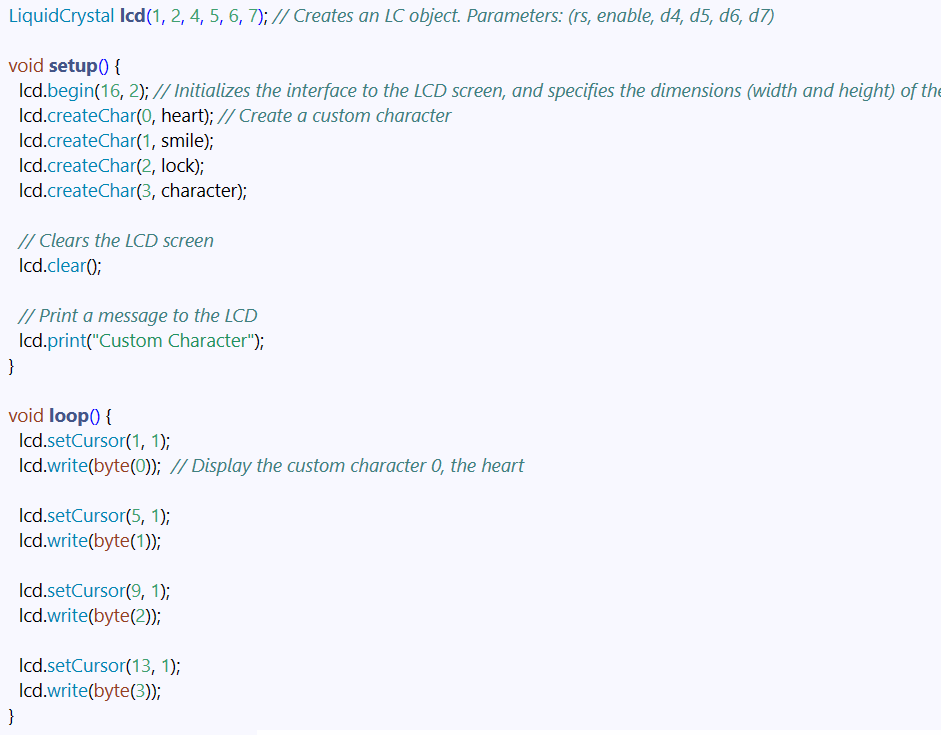 LiquidCrystal lcd(1, 2, 4, 5, 6, 7); // Creates an LC object. Parameters: (rs, enable, d4, d5, d6, d7)
void setup() {
lcd.begin(16, 2); // Initializes the interface to the LCD screen, and specifies the dimensions (width and height) of the
lcd.createChar(0, heart); // Create a custom character
lcd.createChar(1, smile);
lcd.createChar(2, lock);
lcd.createChar(3, character);
// Clears the LCD screen
lcd.clear();
// Print a message to the LCD
lcd.print("Custom Character");
}
void loop() {
lcd.setCursor(1, 1);
lcd.write(byte(0)); // Display the custom character 0, the heart
lcd.setCursor(5, 1);
lcd.write(byte(1));
lcd.setCursor(9, 1);
lcd.write(byte(2));
lcd.setCursor(13, 1);
lcd.write(byte(3));
}